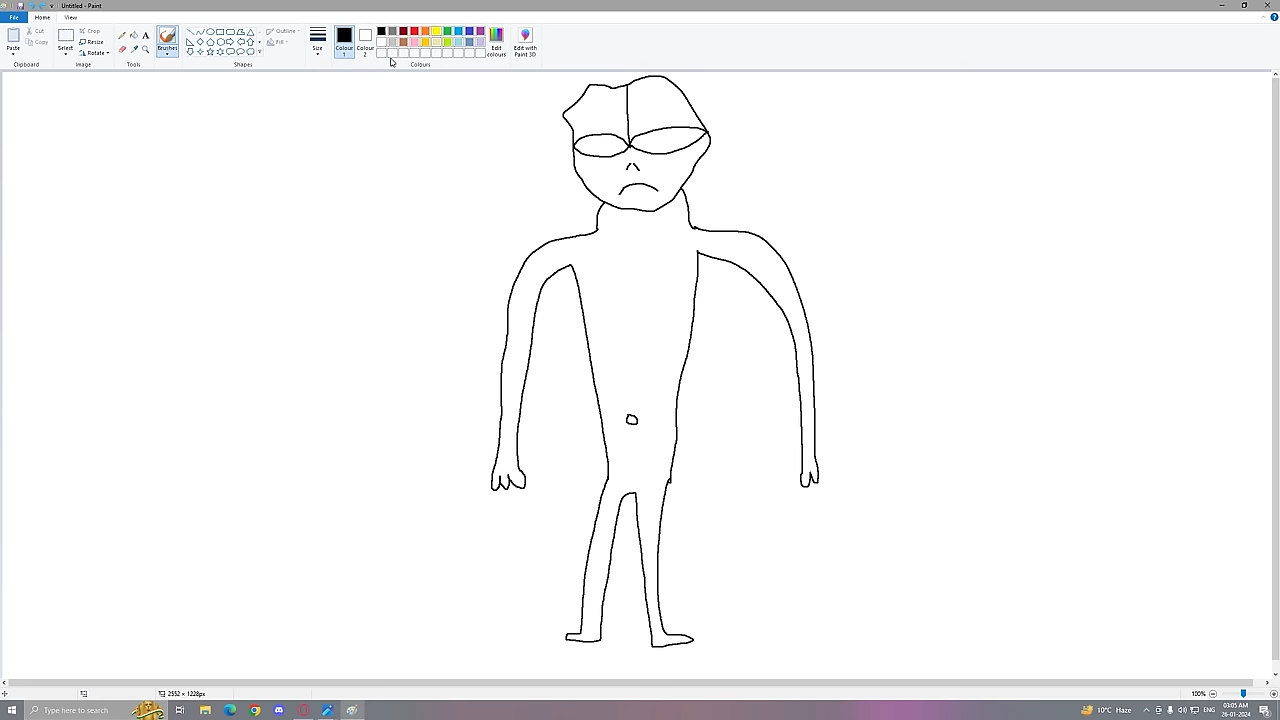 Untitled - Paint
File Home View
Paste
Cut
Copy
Clipboard
Select
Crop
Resize
Rotate
Image
A
Tools
Brushes
Outline
Fill
Shapes
Size
Colour 1
Colour 2
Edit colours
Colours
Edit with Paint 3D
2552 × 1228px
100%
Type here to search
10°C Haze
ENG
03:05 AM
26-01-2024